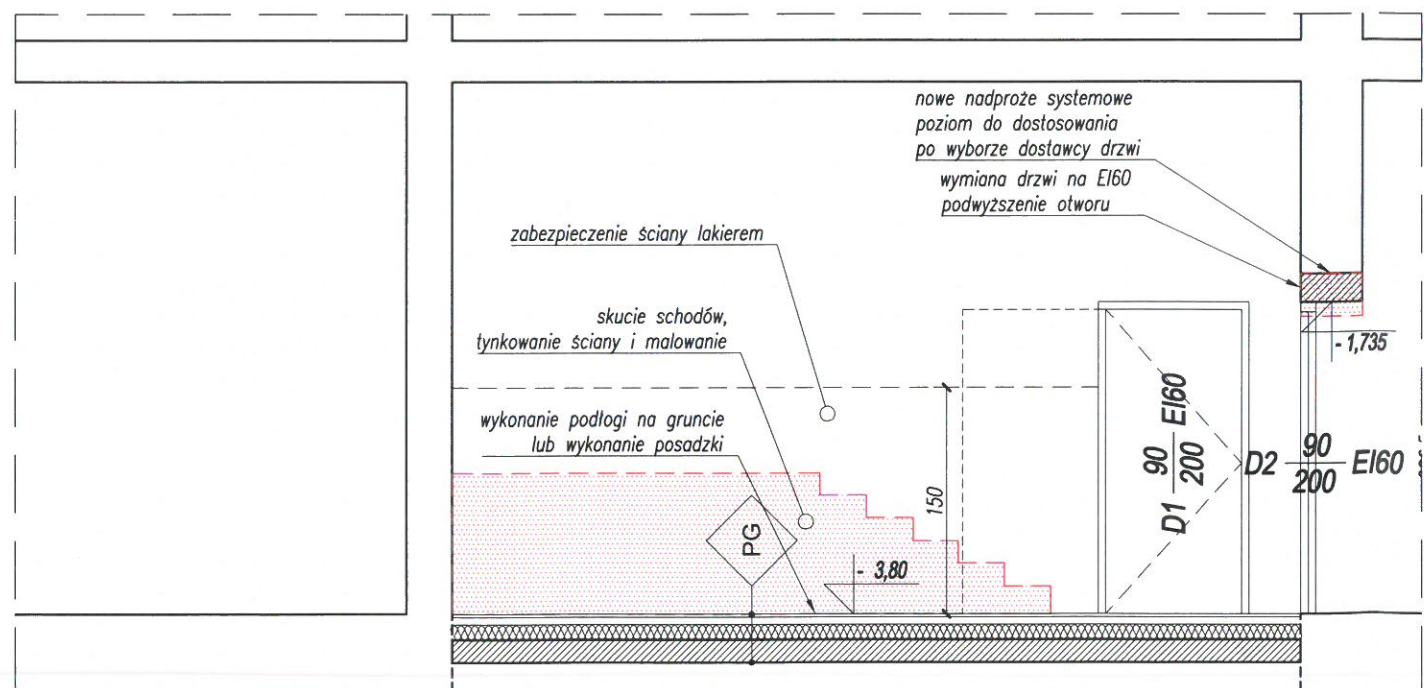 nowe nadproże systemowe
poziom do dostosowania
po wyborze dostawcy drzwi
wymiana drzwi na EI60
podwyższenie otworu
zabezpieczenie ściany lakierem
skucie schodów,
tynkowanie ściany i malowanie
wykonanie podłogi na gruncie
lub wykonanie posadzki
- 1,735
150
D1 90/200 EI60
D2 90/200 EI60
PG
- 3,80